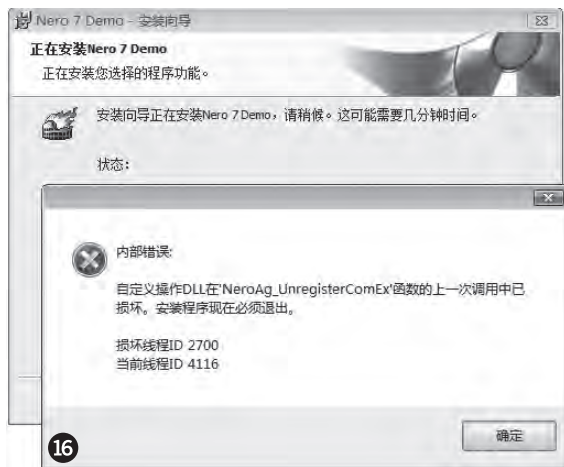 Nero 7 Demo - 安装向导
正在安装Nero 7 Demo
正在安装您选择的程序功能。
安装向导正在安装Nero 7 Demo，请稍候。这可能需要几分钟时间。
状态：
内部错误:
自定义操作DLL在'NeroAg_UnregisterComEx'函数的上一次调用中已
损坏。安装程序现在必须退出。
损坏线程ID 2700
当前线程ID 4116
确定
16